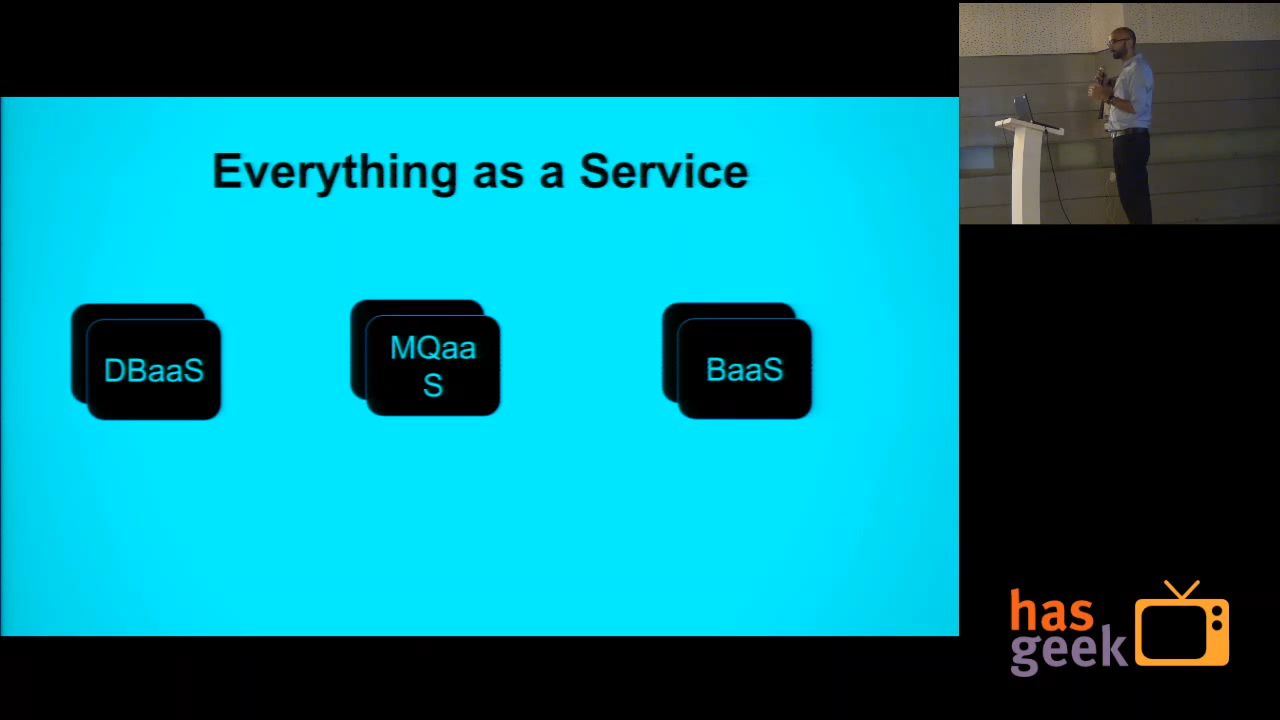 Everything as a Service
DBaaS
MQaa
S
BaaS
has
geek